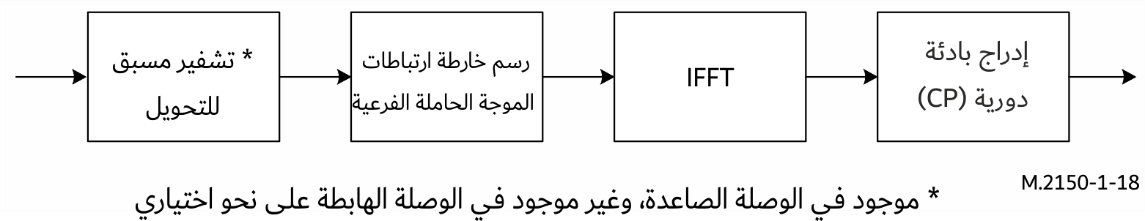 * تشفير مسبق
للتحويل
رسم خارطة ارتباطات
الموجة الحاملة الفرعية
IFFT
إدراج بادئة
دورية (CP)
M.2150-1-18
* موجود في الوصلة الصاعدة، وغير موجود في الوصلة الهابطة على نحو اختياري